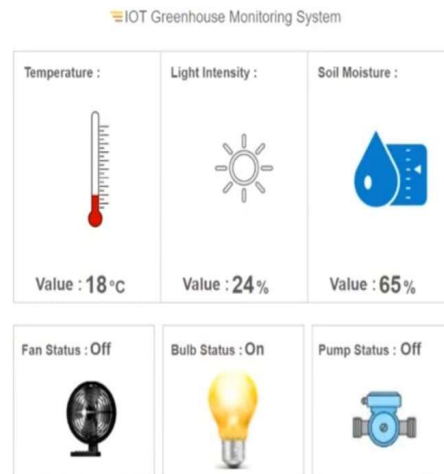 IOT Greenhouse Monitoring System
Temperature :
Light Intensity :
Soil Moisture :
Value : 18 °C
Value : 24 %
Value : 65 %
Fan Status : Off
Bulb Status : On
Pump Status : Off